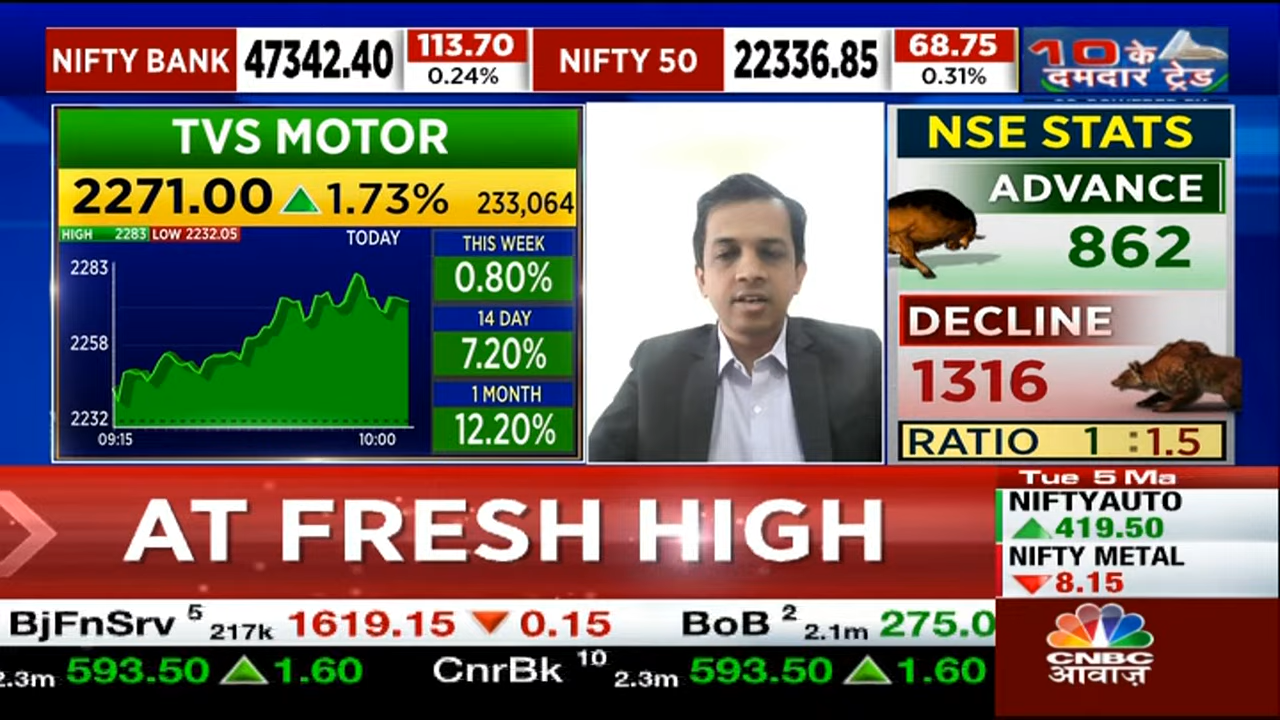 NIFTY BANK 47342.40 113.70 0.24% NIFTY 50 22336.85 68.75 0.31% 10 के दमदार ट्रेड
TVS MOTOR
2271.00 1.73% 233,064
HIGH 2283 LOW 2232.05
TODAY
2283
2258
2232
09:15 10:00
THIS WEEK
0.80%
14 DAY
7.20%
1 MONTH
12.20%
NSE STATS
ADVANCE
862
DECLINE
1316
RATIO 1 :1.5
AT FRESH HIGH
Tue 5 Ma
NIFTYAUTO
419.50
NIFTY METAL
8.15
BjFnSrv 5 217k 1619.15 0.15 BoB 2 2.1m 275.0
2.3m 593.50 1.60 CnrBk 10 2.3m 593.50 1.60
CNBC
आवाज़